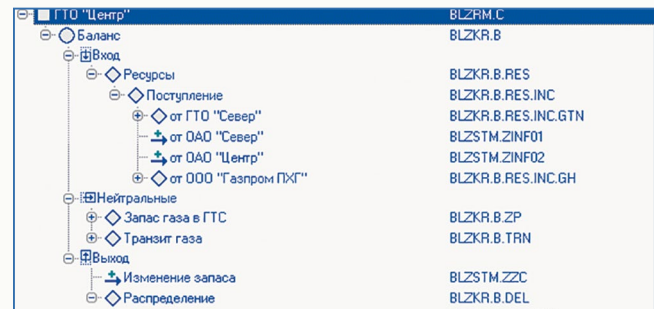 ГТО "Центр" BLZRM.C
Баланс BLZKR.B
Вход
Ресурсы BLZKR.B.RES
Поступление BLZKR.B.RES.INC
от ГТО "Север" BLZKR.B.RES.INC.GTN
от ОАО "Север" BLZSTM.ZINF01
от ОАО "Центр" BLZSTM.ZINF02
от ООО "Газпром ПХГ" BLZKR.B.RES.INC.GH
Нейтральные
Запас газа в ГТС BLZKR.B.ZP
Транзит газа BLZKR.B.TRN
Выход
Изменение запаса BLZSTM.ZZC
Распределение BLZKR.B.DEL